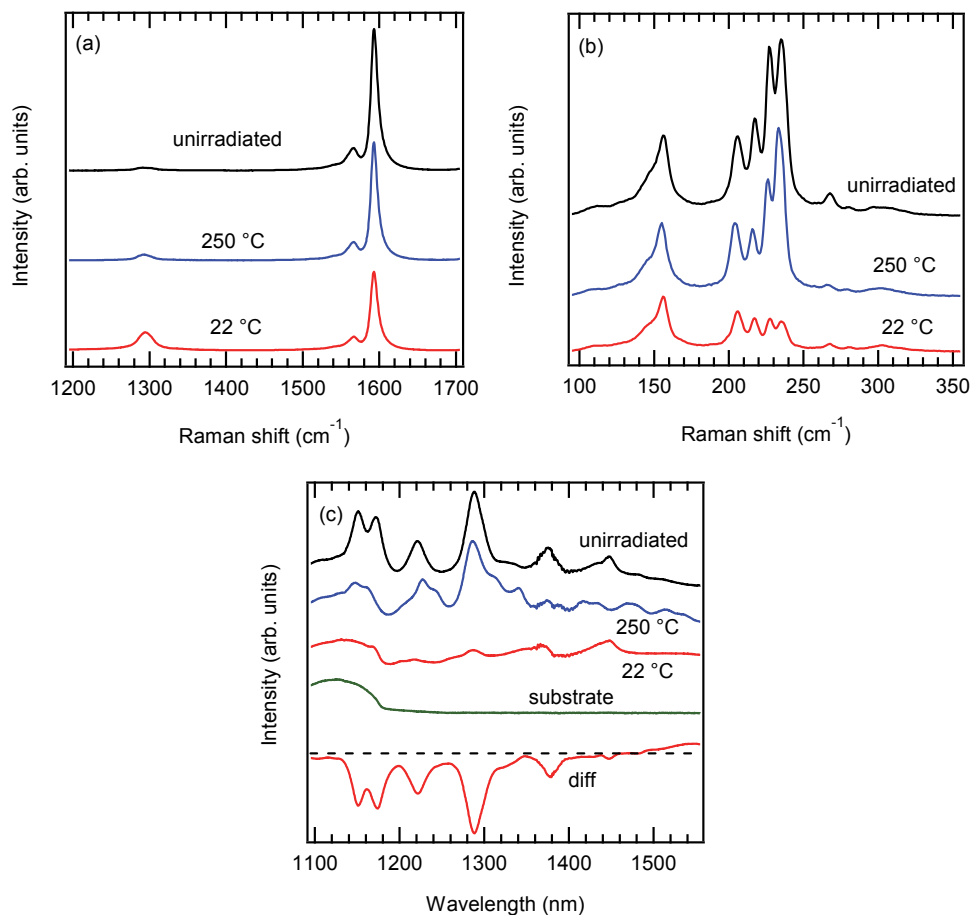 (a)
unirradiated
250 °C
22 °C
Intensity (arb. units)
1200 1300 1400 1500 1600 1700
Raman shift (cm⁻¹)
(b)
unirradiated
250 °C
22 °C
Intensity (arb. units)
100 150 200 250 300 350
Raman shift (cm⁻¹)
(c)
unirradiated
250 °C
22 °C
substrate
diff
Intensity (arb. units)
1100 1200 1300 1400 1500
Wavelength (nm)